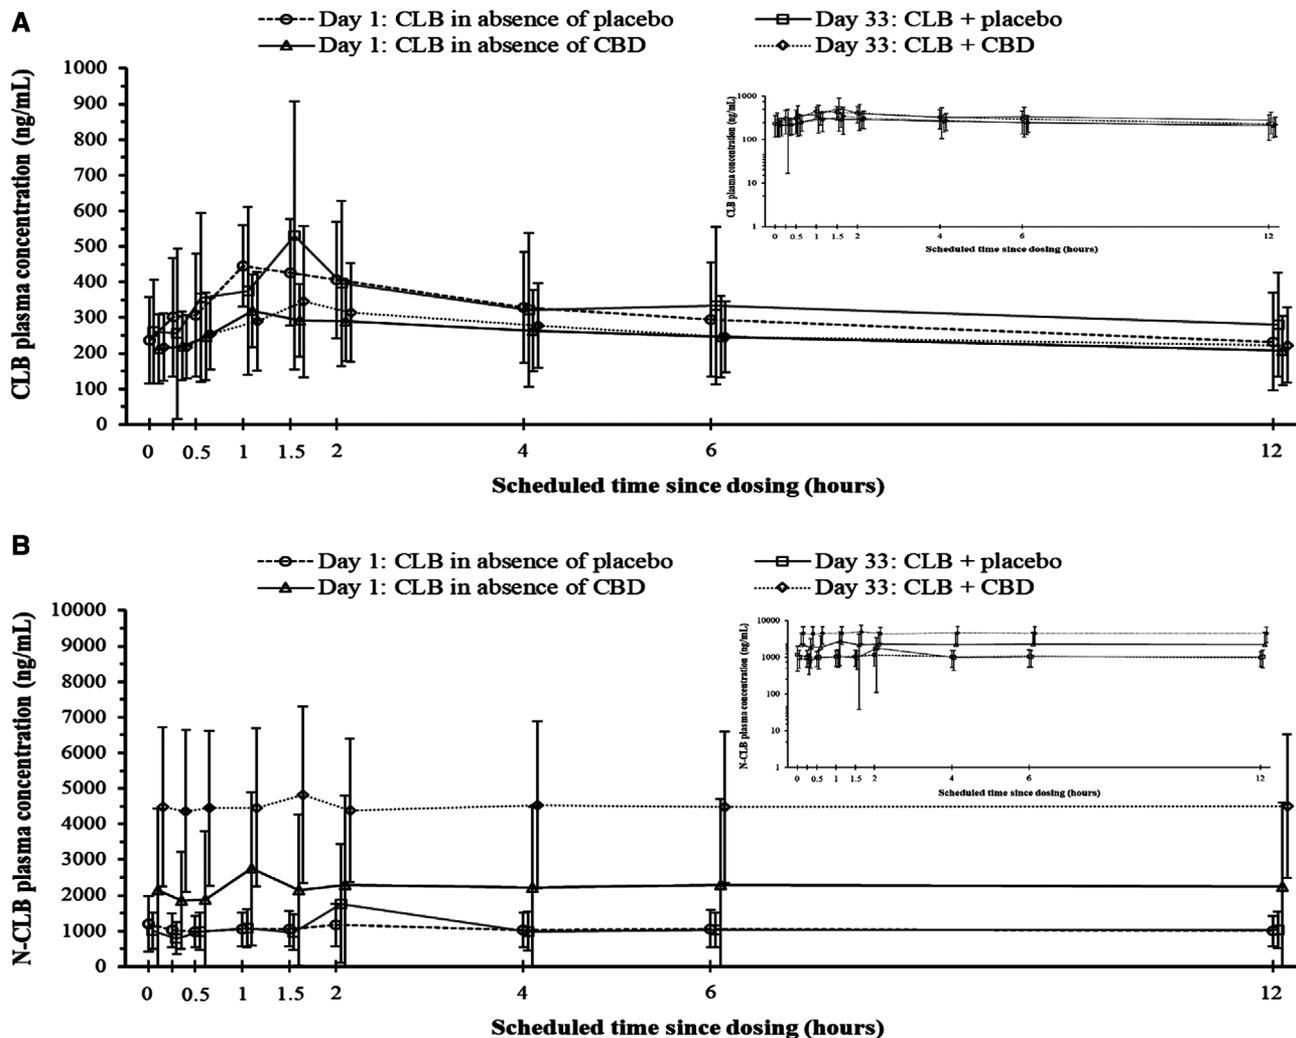 A
Day 1: CLB in absence of placebo
Day 33: CLB + placebo
Day 1: CLB in absence of CBD
Day 33: CLB + CBD
CLB plasma concentration (ng/mL)
1000
900
800
700
600
500
400
300
200
100
0
0 0.5 1 1.5 2 4 6 12
Scheduled time since dosing (hours)
CLB plasma concentration (ng/mL)
1000
100
10
1
0 0.5 1 1.5 2 4 6 12
Scheduled time since dosing (hours)
B
Day 1: CLB in absence of placebo
Day 33: CLB + placebo
Day 1: CLB in absence of CBD
Day 33: CLB + CBD
N-CLB plasma concentration (ng/mL)
10000
9000
8000
7000
6000
5000
4000
3000
2000
1000
0
0 0.5 1 1.5 2 4 6 12
Scheduled time since dosing (hours)
N-CLB plasma concentration (ng/mL)
10000
1000
100
10
1
0 0.5 1 1.5 2 4 6 12
Scheduled time since dosing (hours)